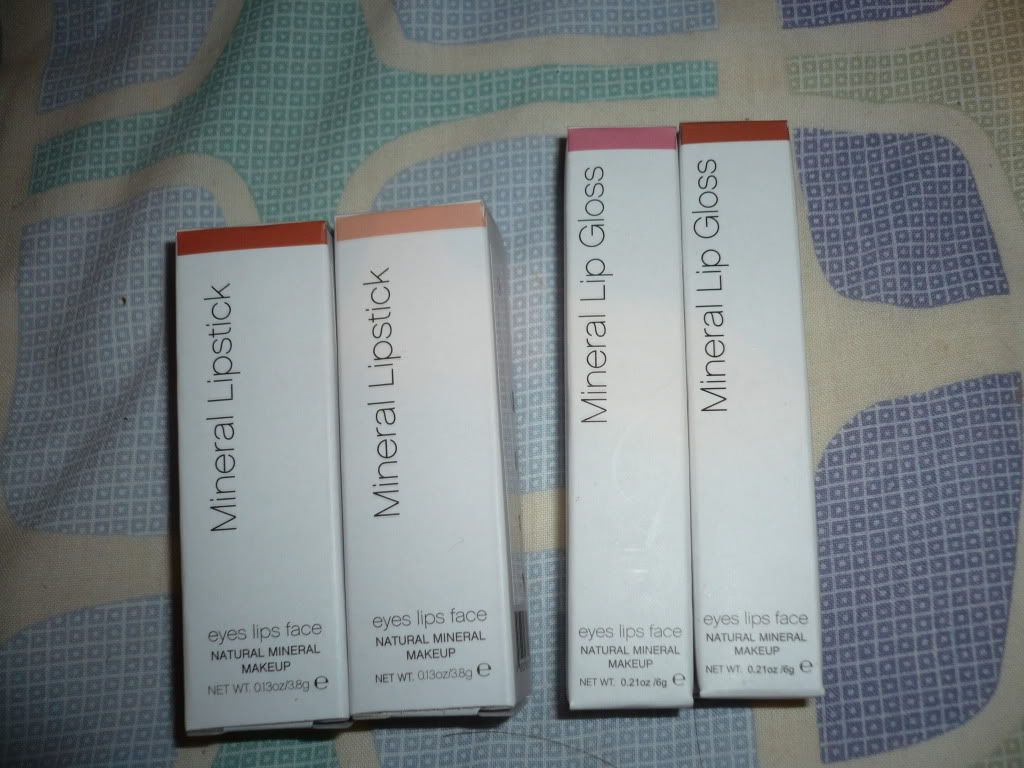 Mineral Lipstick
eyes lips face
NATURAL MINERAL
MAKEUP
NET WT. 0.13oz/3.8g e
Mineral Lipstick
eyes lips face
NATURAL MINERAL
MAKEUP
NET WT. 0.13oz/3.8g e
Mineral Lip Gloss
eyes lips face
NATURAL MINERAL
MAKEUP
NET WT. 0.21oz /6g e
Mineral Lip Gloss
eyes lips face
NATURAL MINERAL
MAKEUP
NET WT. 0.21oz /6g e